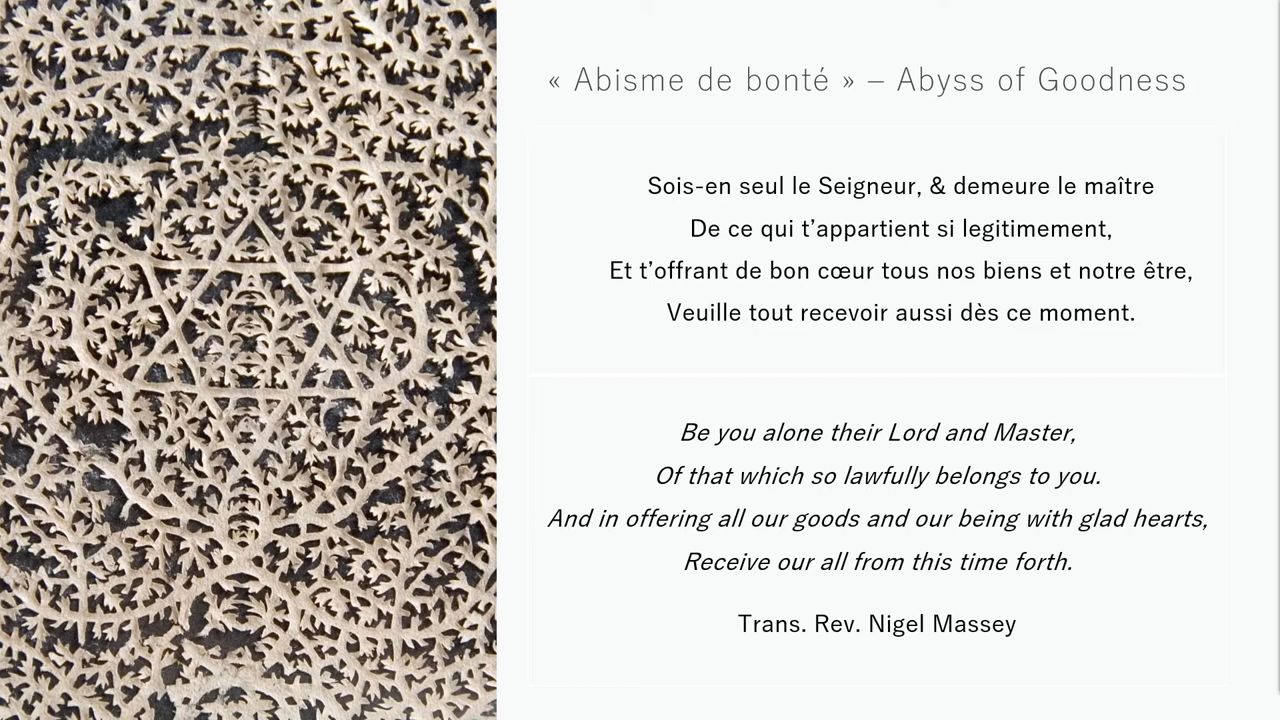 « Abisme de bonté » – Abyss of Goodness
Sois-en seul le Seigneur, & demeure le maître
De ce qui t’appartient si legitimement,
Et t’offrant de bon cœur tous nos biens et notre être,
Veuille tout recevoir aussi dès ce moment.
Be you alone their Lord and Master,
Of that which so lawfully belongs to you.
And in offering all our goods and our being with glad hearts,
Receive our all from this time forth.
Trans. Rev. Nigel Massey